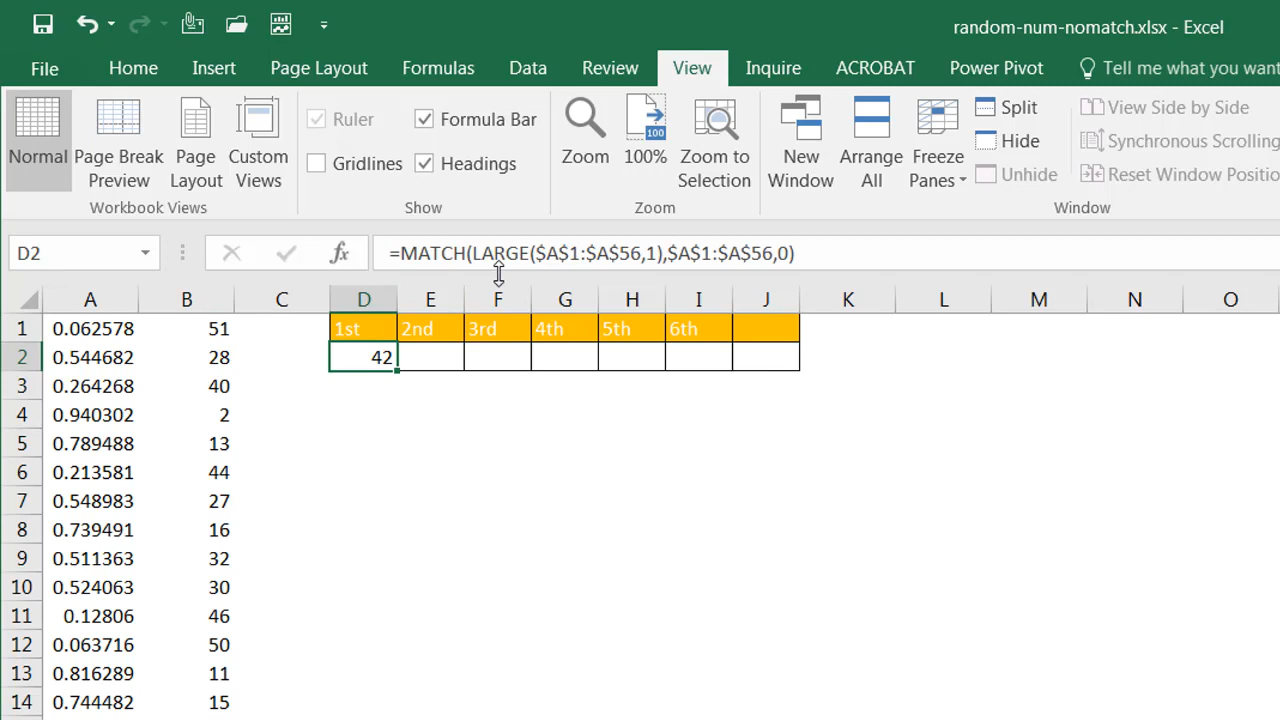 random-num-nomatch.xlsx - Excel
File Home Insert Page Layout Formulas Data Review View Inquire ACROBAT Power Pivot Tell me what you want
Ruler Formula Bar
100
Split View Side by Side
Hide Synchronous Scrolling
Normal Page Break Page Custom Gridlines Headings Zoom 100% Zoom to New Arrange Freeze
Preview Layout Views Selection Window All Panes Unhide Reset Window Positio
Workbook Views Show Zoom Window
D2 fx =MATCH(LARGE($A$1:$A$56,1),$A$1:$A$56,0)
A B C D E F G H I J K L M N O
1 0.062578 51 1st 2nd 3rd 4th 5th 6th
2 0.544682 28 42
3 0.264268 40
4 0.940302 2
5 0.789488 13
6 0.213581 44
7 0.548983 27
8 0.739491 16
9 0.511363 32
10 0.524063 30
11 0.12806 46
12 0.063716 50
13 0.816289 11
14 0.744482 15